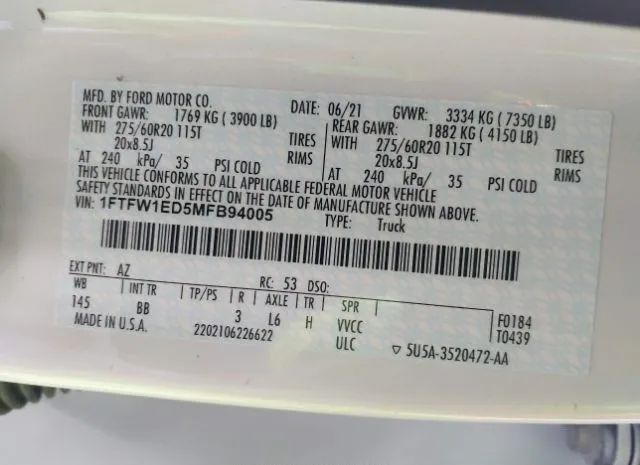 MFD. BY FORD MOTOR CO. DATE: 06/21 GVWR: 3334 KG ( 7350 LB)
FRONT GAWR: 1769 KG ( 3900 LB) REAR GAWR: 1882 KG ( 4150 LB)
WITH 275/60R20 115T TIRES WITH 275/60R20 115T TIRES
20x8.5J RIMS 20x8.5J RIMS
AT 240 kPa/ 35 PSI COLD AT 240 kPa/ 35 PSI COLD
THIS VEHICLE CONFORMS TO ALL APPLICABLE FEDERAL MOTOR VEHICLE
SAFETY STANDARDS IN EFFECT ON THE DATE OF MANUFACTURE SHOWN ABOVE.
VIN: 1FTFW1ED5MFB94005 TYPE: Truck
EXT PNT: AZ RC: 53 DSO:
WB INT TR TP/PS R AXLE TR SPR
145 BB 3 L6 H VVCC F0184
MADE IN U.S.A. 2202106226622 ULC T0439
▽ 5U5A-3520472-AA